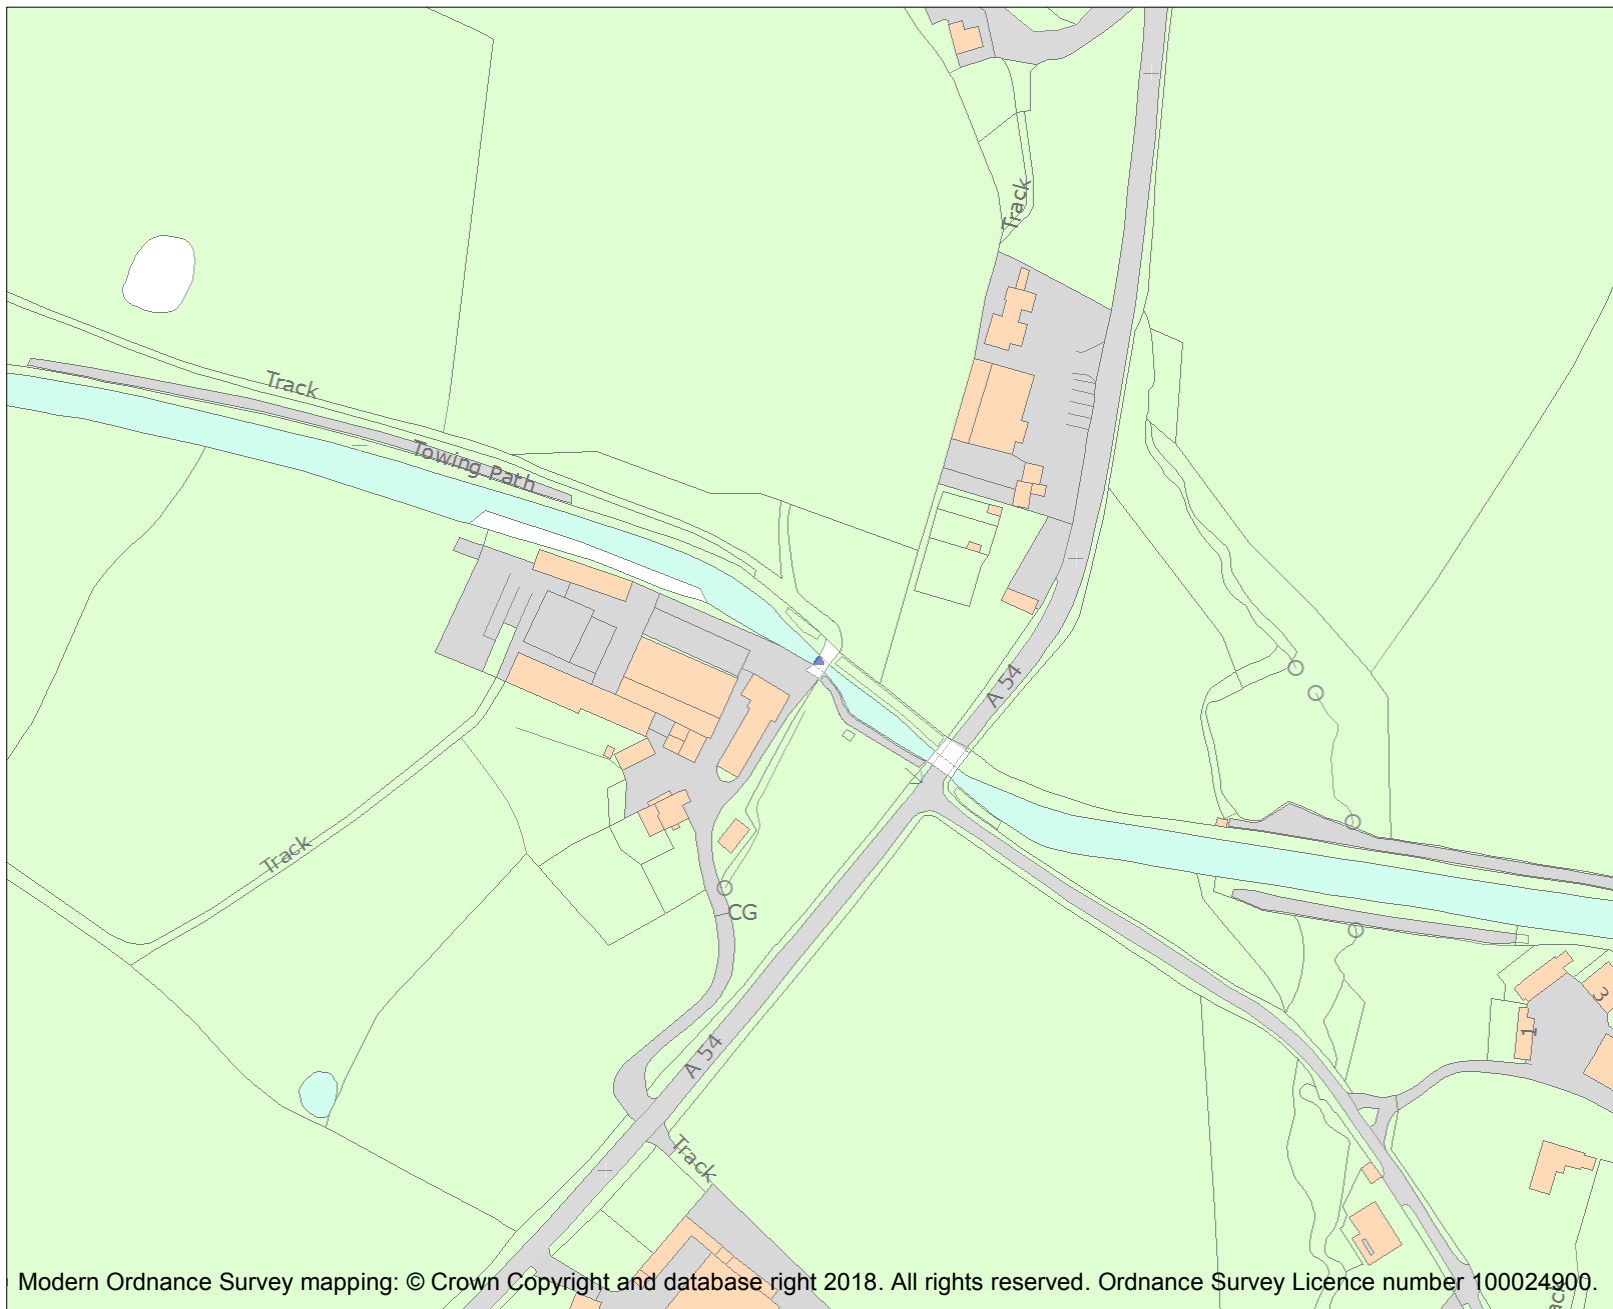 Track
Track
Towing Path
A 54
Track
CG
3
1
A 54
Track
Modern Ordnance Survey mapping: © Crown Copyright and database right 2018. All rights reserved. Ordnance Survey Licence number 100024900.